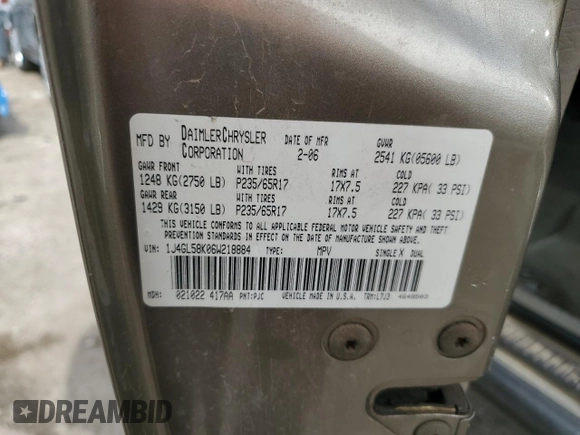 MFD BY DAIMLERCHRYSLER CORPORATION DATE OF MFR 2-06 GVWR 2541 KG(05600 LB)
GAWR FRONT WITH TIRES RIMS AT COLD
1248 KG(2750 LB) P235/65R17 17X7.5 227 KPA( 33 PSI)
GAWR REAR WITH TIRES RIMS AT COLD
1429 KG(3150 LB) P235/65R17 17X7.5 227 KPA( 33 PSI)
THIS VEHICLE CONFORMS TO ALL APPLICABLE FEDERAL MOTOR VEHICLE SAFETY AND THEFT
PREVENTION STANDARDS IN EFFECT ON THE DATE OF MANUFACTURE SHOWN ABOVE.
VIN: 1J4GL58K06W218884 TYPE: MPV SINGLE X DUAL
MDH: 021022 417AA PNT:PJC VEHICLE MADE IN U.S.A. TRM:L7J3
DREAMBID